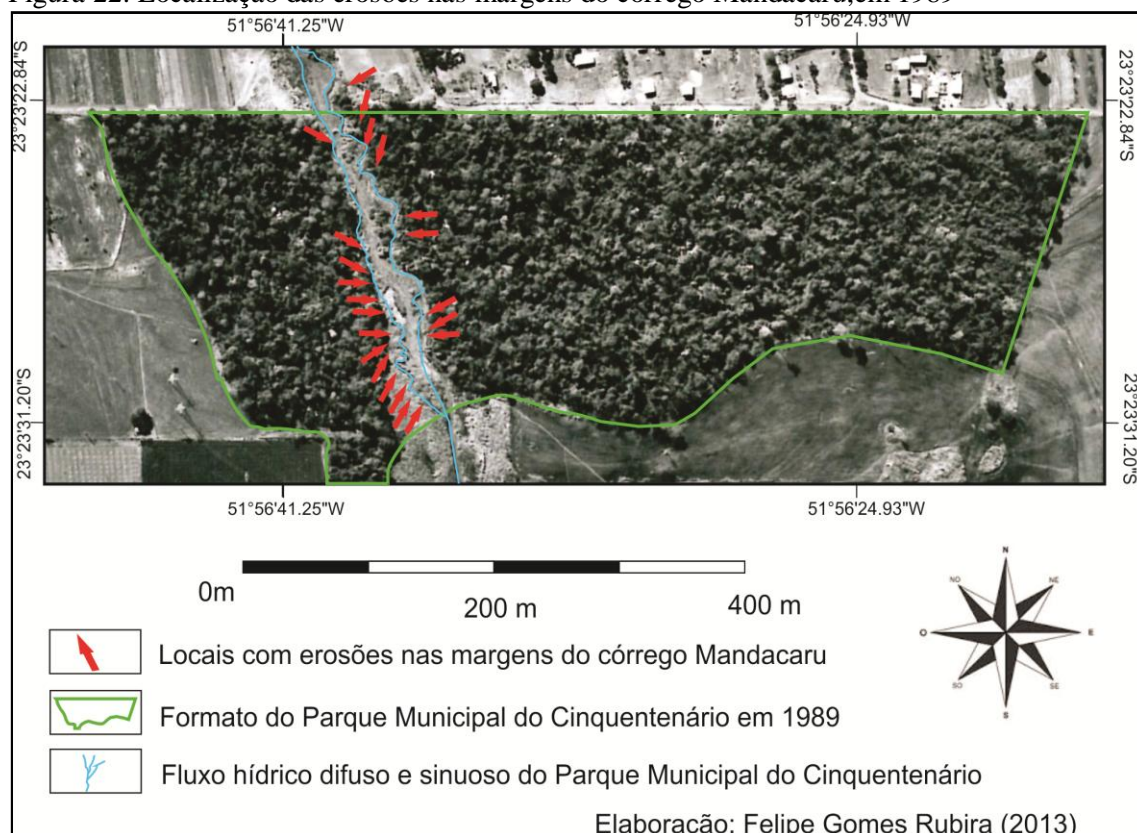 Figura 22: Localização das erosões nas margens do córrego Mandacaru,em 1989
51°56'41.25"W
51°56'24.93"W
23°23'22.84"S
23°23'22.84"S
23°23'31.20"S
23°23'31.20"S
51°56'41.25"W
51°56'24.93"W
0m
200 m
400 m
N
NO
NE
O
E
SO
SE
S
Locais com erosões nas margens do córrego Mandacaru
Formato do Parque Municipal do Cinquentenário em 1989
Fluxo hídrico difuso e sinuoso do Parque Municipal do Cinquentenário
Elaboração: Felipe Gomes Rubira (2013)